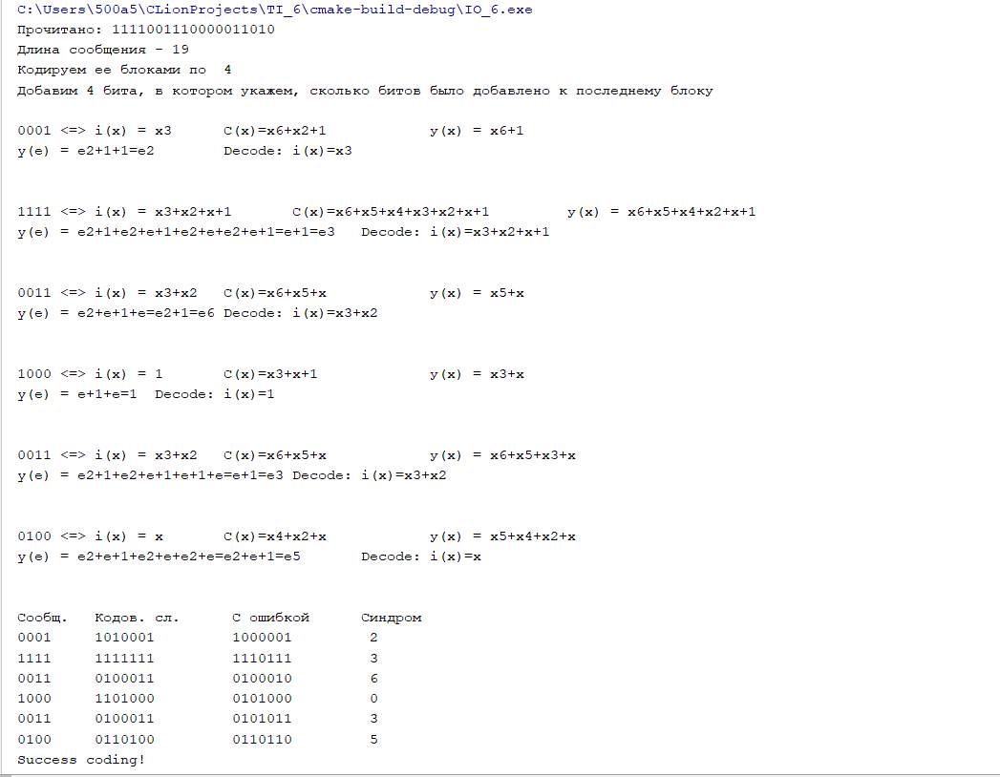 C:\Users\500a5\CLionProjects\TI_6\cmake-build-debug\IO_6.exe
Прочитано: 1111001110000011010
Длина сообщения - 19
Кодируем ее блоками по  4
Добавим 4 бита, в котором укажем, сколько битов было добавлено к последнему блоку
0001 <=> i(x) = x3      C(x)=x6+x2+1            y(x) = x6+1
y(e) = e2+1+1=e2        Decode: i(x)=x3
1111 <=> i(x) = x3+x2+x+1       C(x)=x6+x5+x4+x3+x2+x+1         y(x) = x6+x5+x4+x2+x+1
y(e) = e2+1+e2+e+1+e2+e+e2+e+1=e+1=e3   Decode: i(x)=x3+x2+x+1
0011 <=> i(x) = x3+x2   C(x)=x6+x5+x            y(x) = x5+x
y(e) = e2+e+1+e=e2+1=e6 Decode: i(x)=x3+x2
1000 <=> i(x) = 1       C(x)=x3+x+1             y(x) = x3+x
y(e) = e+1+e=1  Decode: i(x)=1
0011 <=> i(x) = x3+x2   C(x)=x6+x5+x            y(x) = x6+x5+x3+x
y(e) = e2+1+e2+e+1+e+1+e=e+1=e3 Decode: i(x)=x3+x2
0100 <=> i(x) = x       C(x)=x4+x2+x            y(x) = x5+x4+x2+x
y(e) = e2+e+1+e2+e+e2+e=e2+e+1=e5       Decode: i(x)=x
Сообщ.   Кодов. сл.      С ошибкой      Синдром
0001     1010001         1000001         2
1111     1111111         1110111         3
0011     0100011         0100010         6
1000     1101000         0101000         0
0011     0100011         0101011         3
0100     0110100         0110110         5
Success coding!